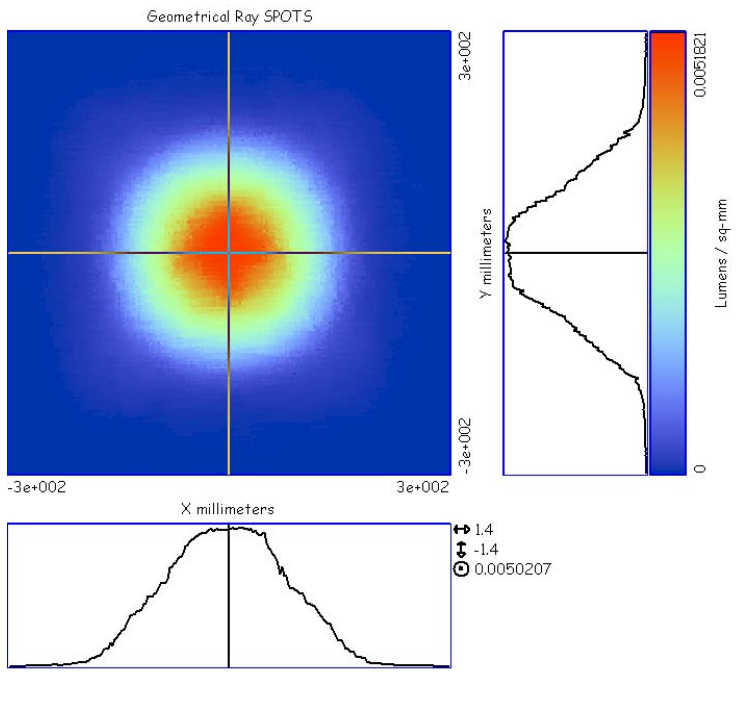 Geometrical Ray SPOTS
3e+002
Y millimeters
-3e+002
0.0051821
Lumens / sq-mm
0
-3e+002
3e+002
X millimeters
1.4
-1.4
0.0050207